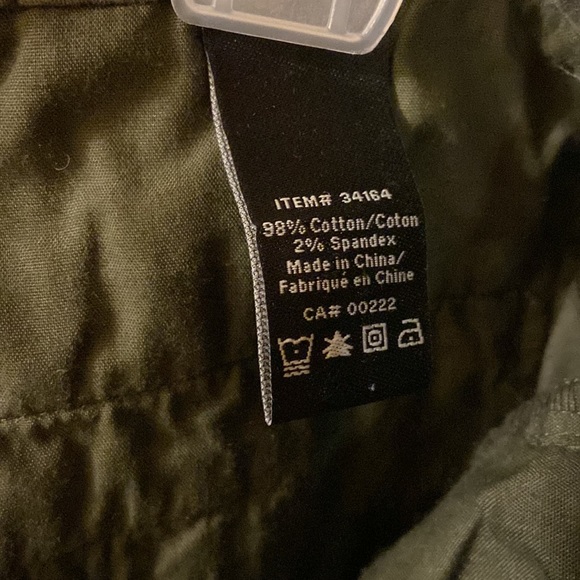 ITEM# 34164
98% Cotton/Coton
2% Spandex
Made in China/
Fabriqué en Chine
CA# 00222